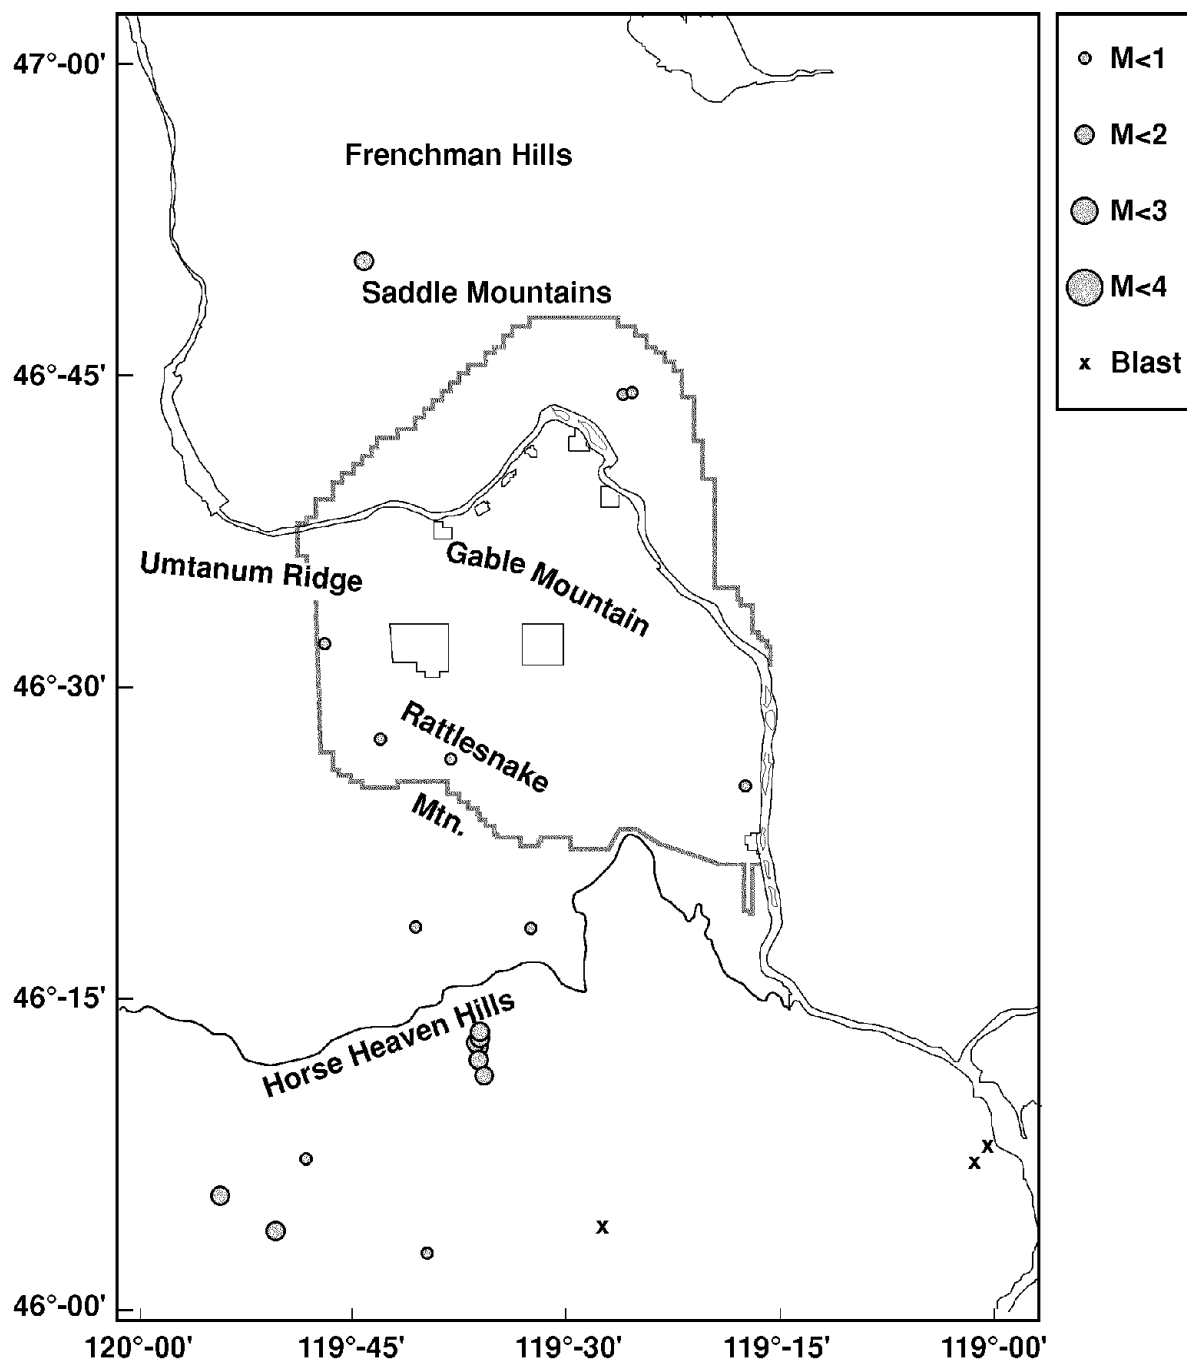 47°-00'
M<1
M<2
Frenchman Hills
M<3
Saddle Mountains
M<4
46°-45'
x Blast
Umtanum Ridge
Gable Mountain
46°-30'
Rattlesnake
Mtn.
46°-15'
Horse Heaven Hills
x
x
x
46°-00'
120°-00' 119°-45' 119°-30' 119°-15' 119°-00'